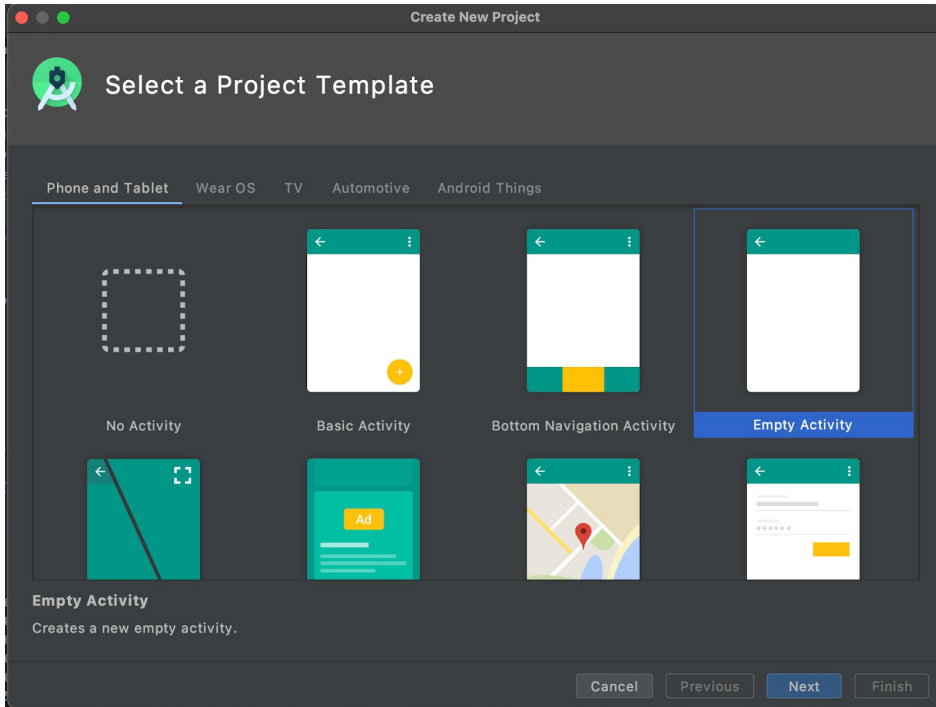 Create New Project
Select a Project Template
Phone and Tablet Wear OS TV Automotive Android Things
No Activity Basic Activity Bottom Navigation Activity Empty Activity
Ad
Empty Activity
Creates a new empty activity.
Cancel Previous Next Finish